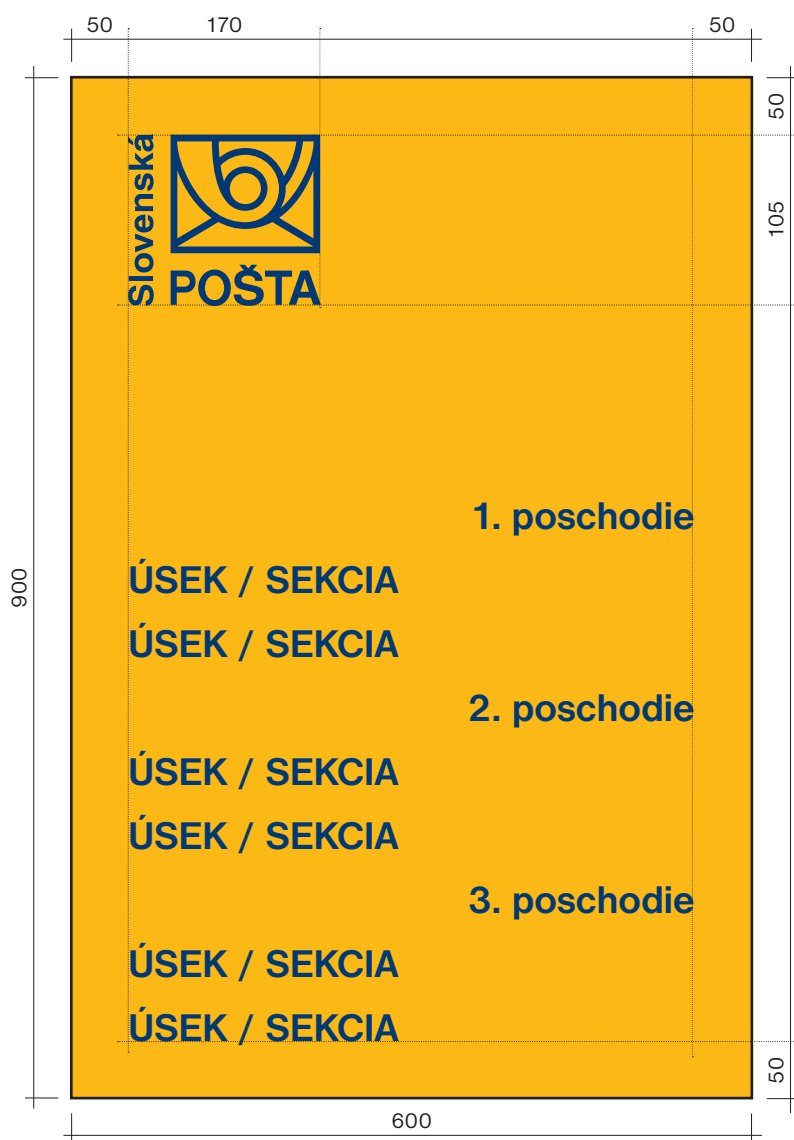 50 170 50
50
Slovenská
POŠTA
105
1. poschodie
900
ÚSEK / SEKCIA
ÚSEK / SEKCIA
2. poschodie
ÚSEK / SEKCIA
ÚSEK / SEKCIA
3. poschodie
ÚSEK / SEKCIA
ÚSEK / SEKCIA
50
600